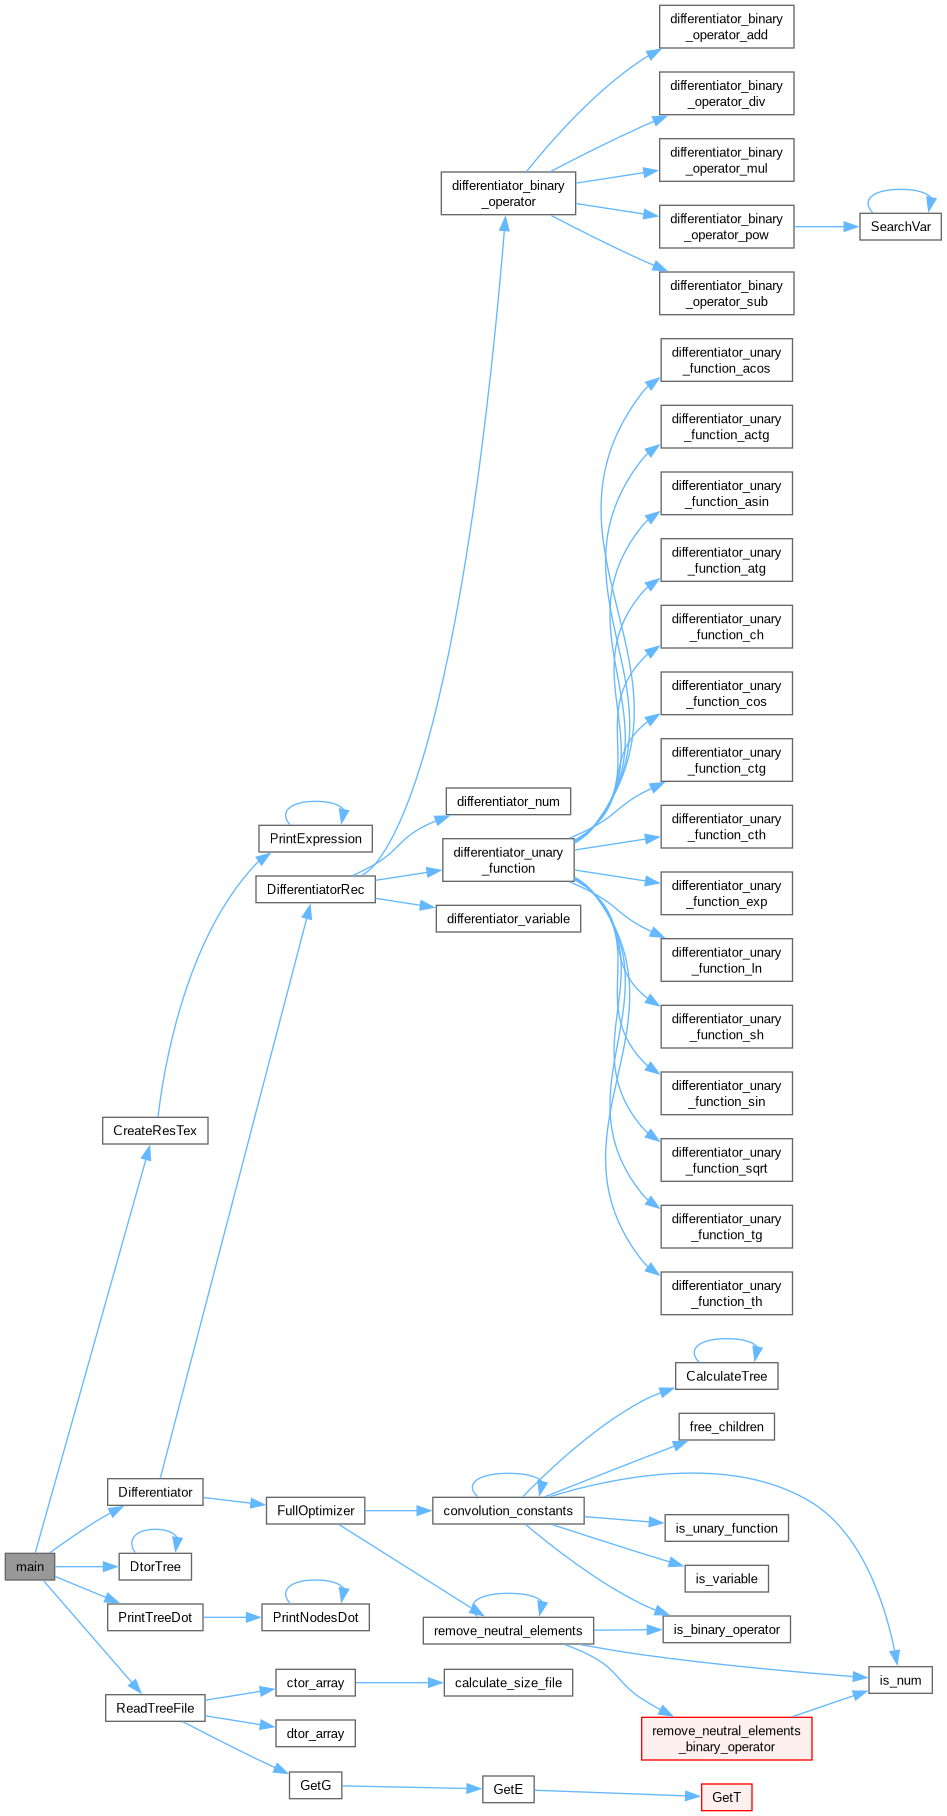 differentiator_binary
_operator_add
differentiator_binary
_operator_div
differentiator_binary
_operator_mul
differentiator_binary
_operator
differentiator_binary
_operator_pow
SearchVar
differentiator_binary
_operator_sub
differentiator_unary
_function_acos
differentiator_unary
_function_actg
differentiator_unary
_function_asin
differentiator_unary
_function_atg
differentiator_unary
_function_ch
differentiator_unary
_function_cos
differentiator_unary
_function_ctg
differentiator_num
PrintExpression
differentiator_unary
_function_cth
DifferentiatorRec
differentiator_unary
_function
differentiator_unary
_function_exp
differentiator_variable
differentiator_unary
_function_ln
differentiator_unary
_function_sh
differentiator_unary
_function_sin
CreateResTex
differentiator_unary
_function_sqrt
differentiator_unary
_function_tg
differentiator_unary
_function_th
CalculateTree
free_children
Differentiator
FullOptimizer
convolution_constants
is_unary_function
main
DtorTree
is_variable
PrintTreeDot
PrintNodesDot
remove_neutral_elements
is_binary_operator
is_num
ReadTreeFile
ctor_array
calculate_size_file
dtor_array
remove_neutral_elements
_binary_operator
GetG
GetE
GetT